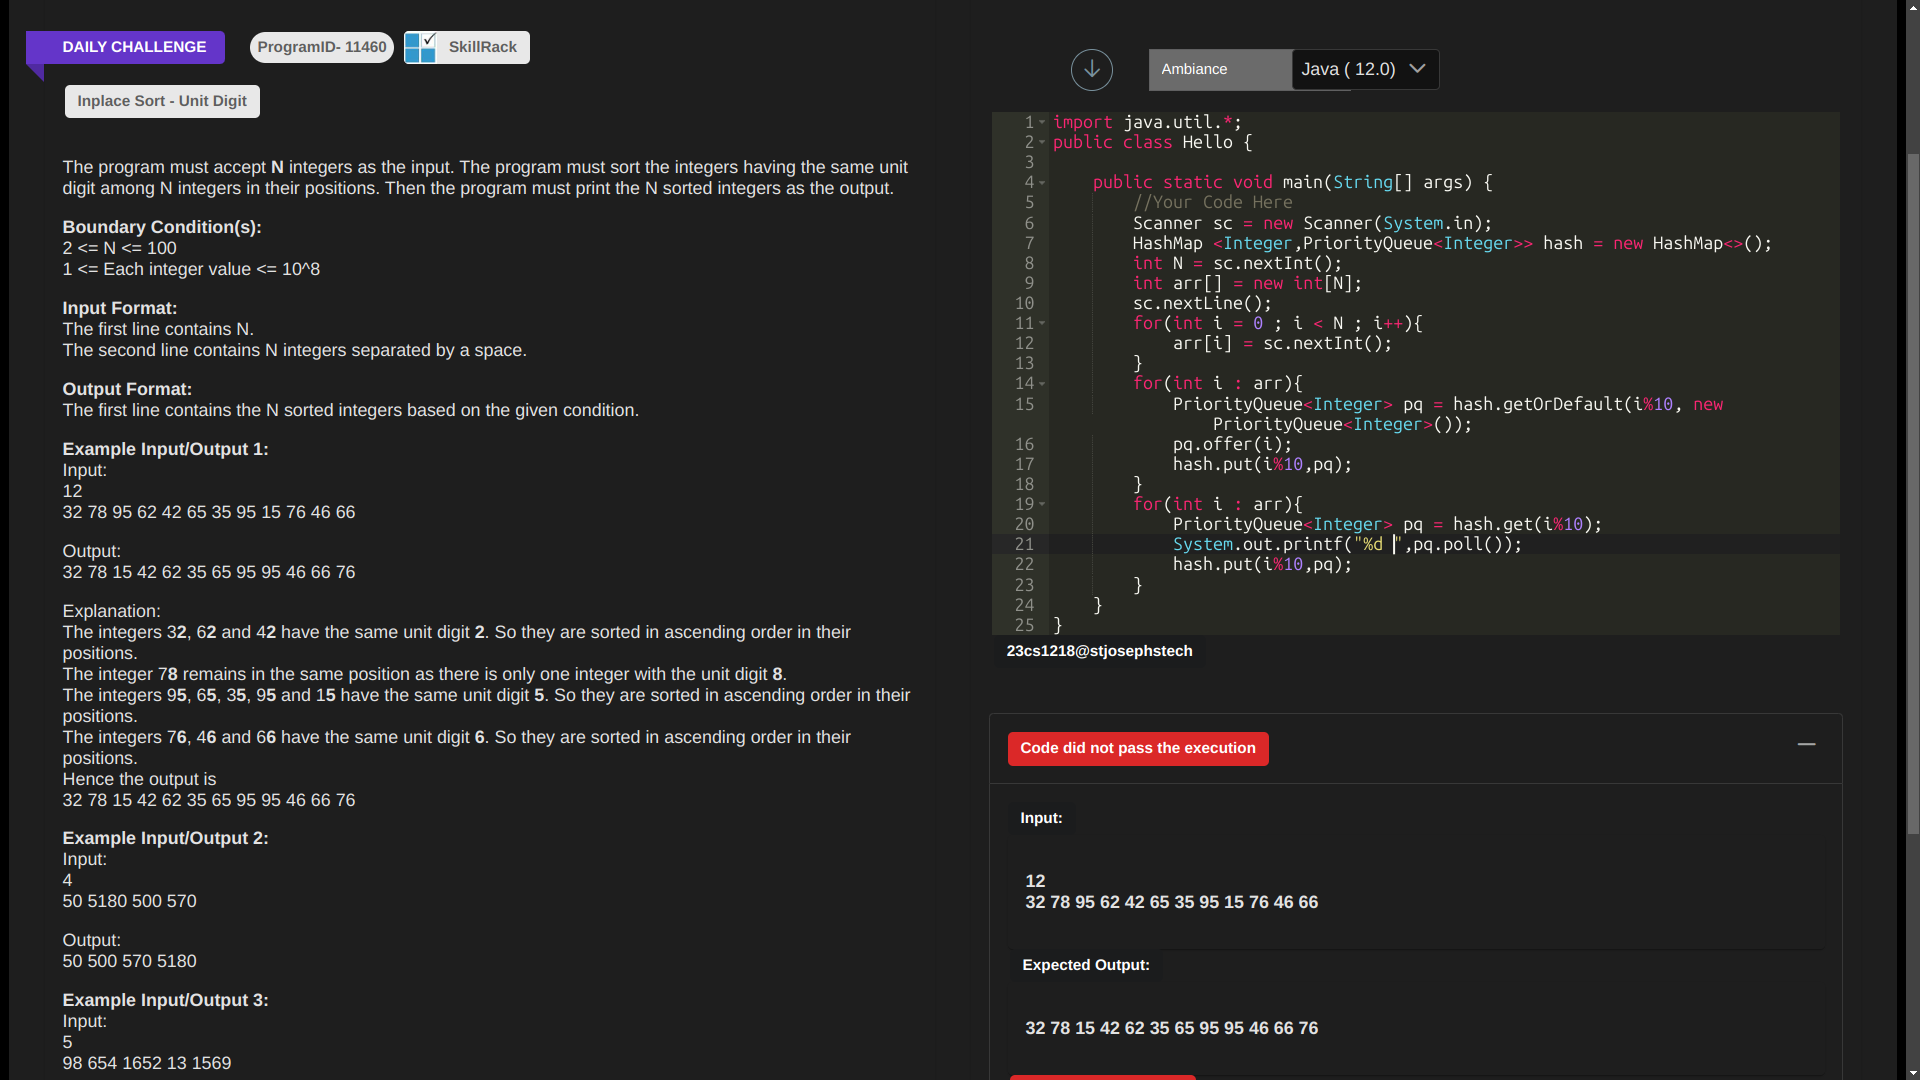 DAILY CHALLENGE
ProgramID- 11460
SkillRack
Inplace Sort - Unit Digit
The program must accept N integers as the input. The program must sort the integers having the same unit
digit among N integers in their positions. Then the program must print the N sorted integers as the output.
Boundary Condition(s):
2 <= N <= 100
1 <= Each integer value <= 10^8
Input Format:
The first line contains N.
The second line contains N integers separated by a space.
Output Format:
The first line contains the N sorted integers based on the given condition.
Example Input/Output 1:
Input:
12
32 78 95 62 42 65 35 95 15 76 46 66
Output:
32 78 15 42 62 35 65 95 95 46 66 76
Explanation:
The integers 32, 62 and 42 have the same unit digit 2. So they are sorted in ascending order in their
positions.
The integer 78 remains in the same position as there is only one integer with the unit digit 8.
The integers 95, 65, 35, 95 and 15 have the same unit digit 5. So they are sorted in ascending order in their
positions.
The integers 76, 46 and 66 have the same unit digit 6. So they are sorted in ascending order in their
positions.
Hence the output is
32 78 15 42 62 35 65 95 95 46 66 76
Example Input/Output 2:
Input:
4
50 5180 500 570
Output:
50 500 570 5180
Example Input/Output 3:
Input:
5
98 654 1652 13 1569
Ambiance
Java ( 12.0)
1 import java.util.*;
2 public class Hello {
3
4 public static void main(String[] args) {
5 //Your Code Here
6 Scanner sc = new Scanner(System.in);
7 HashMap <Integer,PriorityQueue<Integer>> hash = new HashMap<>();
8 int N = sc.nextInt();
9 int arr[] = new int[N];
10 sc.nextLine();
11 for(int i = 0 ; i < N ; i++){
12 arr[i] = sc.nextInt();
13 }
14 for(int i : arr){
15 PriorityQueue<Integer> pq = hash.getOrDefault(i%10, new
PriorityQueue<Integer>());
16 pq.offer(i);
17 hash.put(i%10,pq);
18 }
19 for(int i : arr){
20 PriorityQueue<Integer> pq = hash.get(i%10);
21 System.out.printf("%d ",pq.poll());
22 hash.put(i%10,pq);
23 }
24 }
25 }
23cs1218@stjosephstech
Code did not pass the execution
Input:
12
32 78 95 62 42 65 35 95 15 76 46 66
Expected Output:
32 78 15 42 62 35 65 95 95 46 66 76